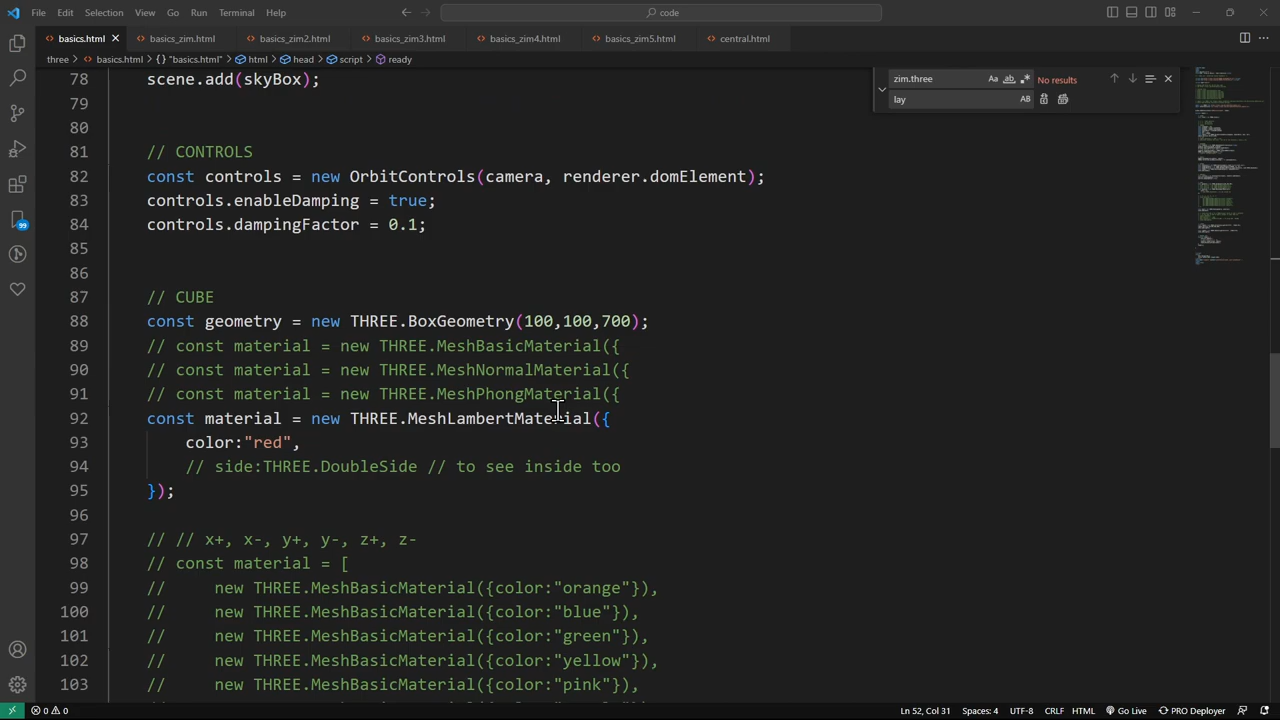 File Edit Selection View Go Run Terminal Help
code
basics.html
basics_zim.html
basics_zim2.html
basics_zim3.html
basics_zim4.html
basics_zim5.html
central.html
three > basics.html > "basics.html" > html > head > script > ready
zim.three
Aa
ab
.*
No results
lay
AB
78 scene.add(skyBox);
79
80
81 // CONTROLS
82 const controls = new OrbitControls(camera, renderer.domElement);
83 controls.enableDamping = true;
84 controls.dampingFactor = 0.1;
85
86
87 // CUBE
88 const geometry = new THREE.BoxGeometry(100,100,700);
89 // const material = new THREE.MeshBasicMaterial({
90 // const material = new THREE.MeshNormalMaterial({
91 // const material = new THREE.MeshPhongMaterial({
92 const material = new THREE.MeshLambertMaterial({
93 color:"red",
94 // side:THREE.DoubleSide // to see inside too
95 });
96
97 // // x+, x-, y+, y-, z+, z-
98 // const material = [
99 // new THREE.MeshBasicMaterial({color:"orange"}),
100 // new THREE.MeshBasicMaterial({color:"blue"}),
101 // new THREE.MeshBasicMaterial({color:"green"}),
102 // new THREE.MeshBasicMaterial({color:"yellow"}),
103 // new THREE.MeshBasicMaterial({color:"pink"}),
99
0 0 Ln 52, Col 31 Spaces: 4 UTF-8 CRLF HTML Go Live PRO Deployer